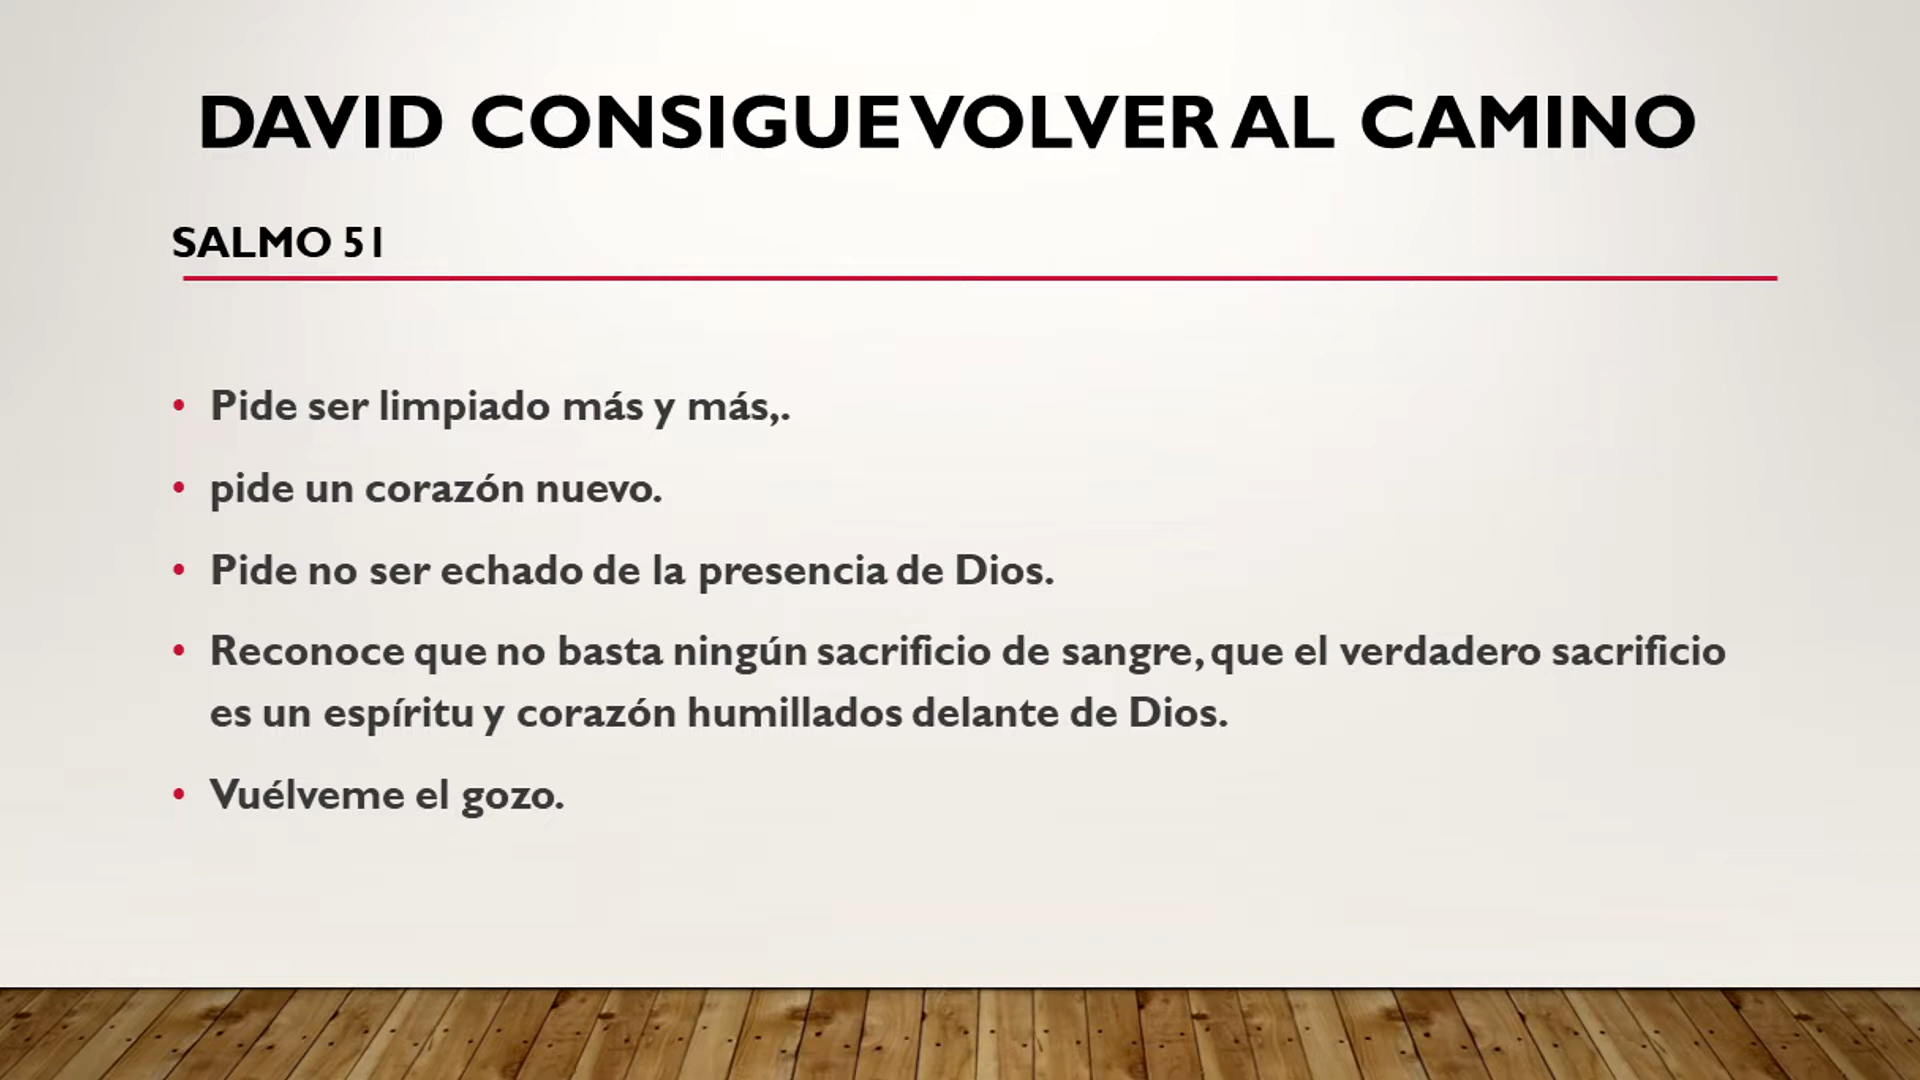 DAVID CONSIGUE VOLVER AL CAMINO
SALMO 51
• Pide ser limpiado más y más,.
• pide un corazón nuevo.
• Pide no ser echado de la presencia de Dios.
• Reconoce que no basta ningún sacrificio de sangre, que el verdadero sacrificio
es un espíritu y corazón humillados delante de Dios.
• Vuélveme el gozo.